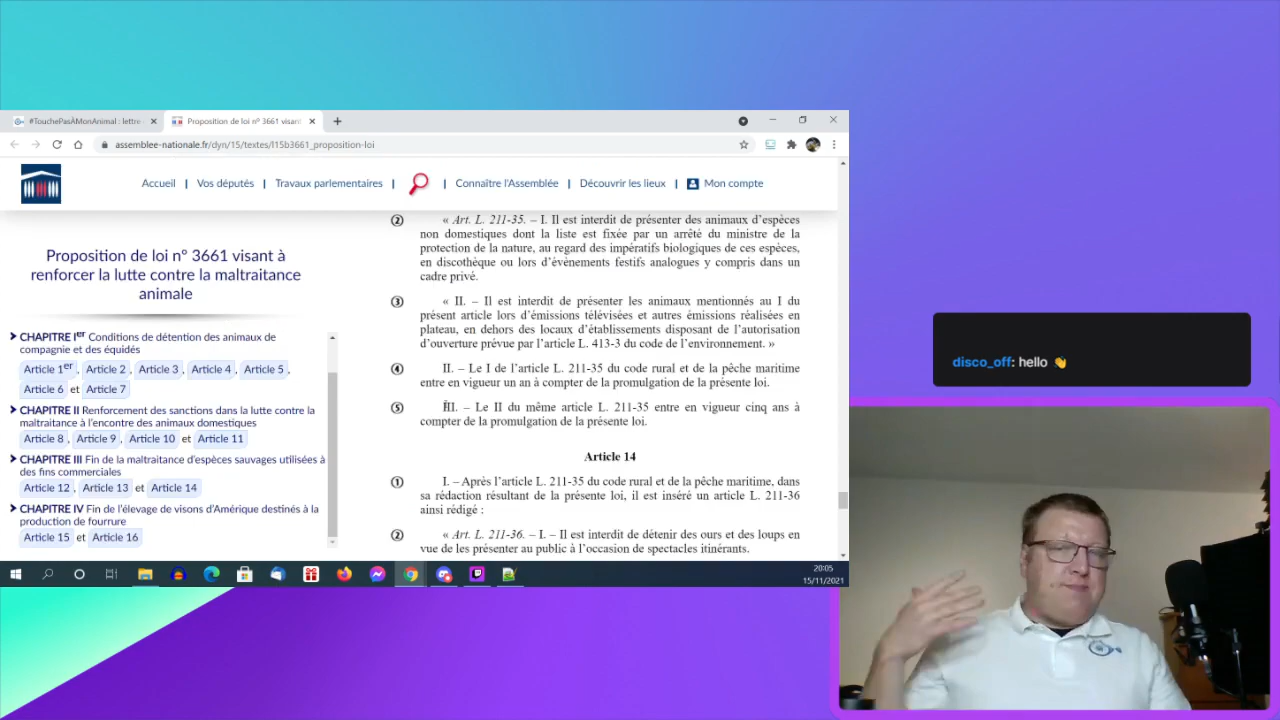 #TouchePasÀMonAnimal : lettre
Proposition de loi nº 3661 visant
assemblee-nationale.fr/dyn/15/textes/l15b3661_proposition-loi
Accueil | Vos députés | Travaux parlementaires | | Connaître l'Assemblée | Découvrir les lieux | Mon compte
Proposition de loi nº 3661 visant à
renforcer la lutte contre la maltraitance
animale
CHAPITRE Ier Conditions de détention des animaux de
compagnie et des équidés
Article 1er, Article 2, Article 3, Article 4, Article 5,
Article 6 et Article 7
CHAPITRE II Renforcement des sanctions dans la lutte contre la
maltraitance à l'encontre des animaux domestiques
Article 8, Article 9, Article 10 et Article 11
CHAPITRE III Fin de la maltraitance d'espèces sauvages utilisées à
des fins commerciales
Article 12, Article 13 et Article 14
CHAPITRE IV Fin de l'élevage de visons d'Amérique destinés à la
production de fourrure
Article 15 et Article 16
② « Art. L. 211-35. – I. Il est interdit de présenter des animaux d'espèces
non domestiques dont la liste est fixée par un arrêté du ministre de la
protection de la nature, au regard des impératifs biologiques de ces espèces,
en discothèque ou lors d'événements festifs analogues y compris dans un
cadre privé.
③ « II. – Il est interdit de présenter les animaux mentionnés au I du
présent article lors d'émissions télévisées et autres émissions réalisées en
plateau, en dehors des locaux d'établissements disposant de l'autorisation
d'ouverture prévue par l'article L. 413-3 du code de l'environnement. »
④ II. – Le I de l'article L. 211-35 du code rural et de la pêche maritime
entre en vigueur un an à compter de la promulgation de la présente loi.
⑤ III. – Le II du même article L. 211-35 entre en vigueur cinq ans à
compter de la promulgation de la présente loi.
Article 14
① I. – Après l'article L. 211-35 du code rural et de la pêche maritime, dans
sa rédaction résultant de la présente loi, il est inséré un article L. 211-36
ainsi rédigé :
② « Art. L. 211-36. – I. – Il est interdit de détenir des ours et des loups en
vue de les présenter au public à l'occasion de spectacles itinérants.
20:05
15/11/2021
disco_off: hello 👋